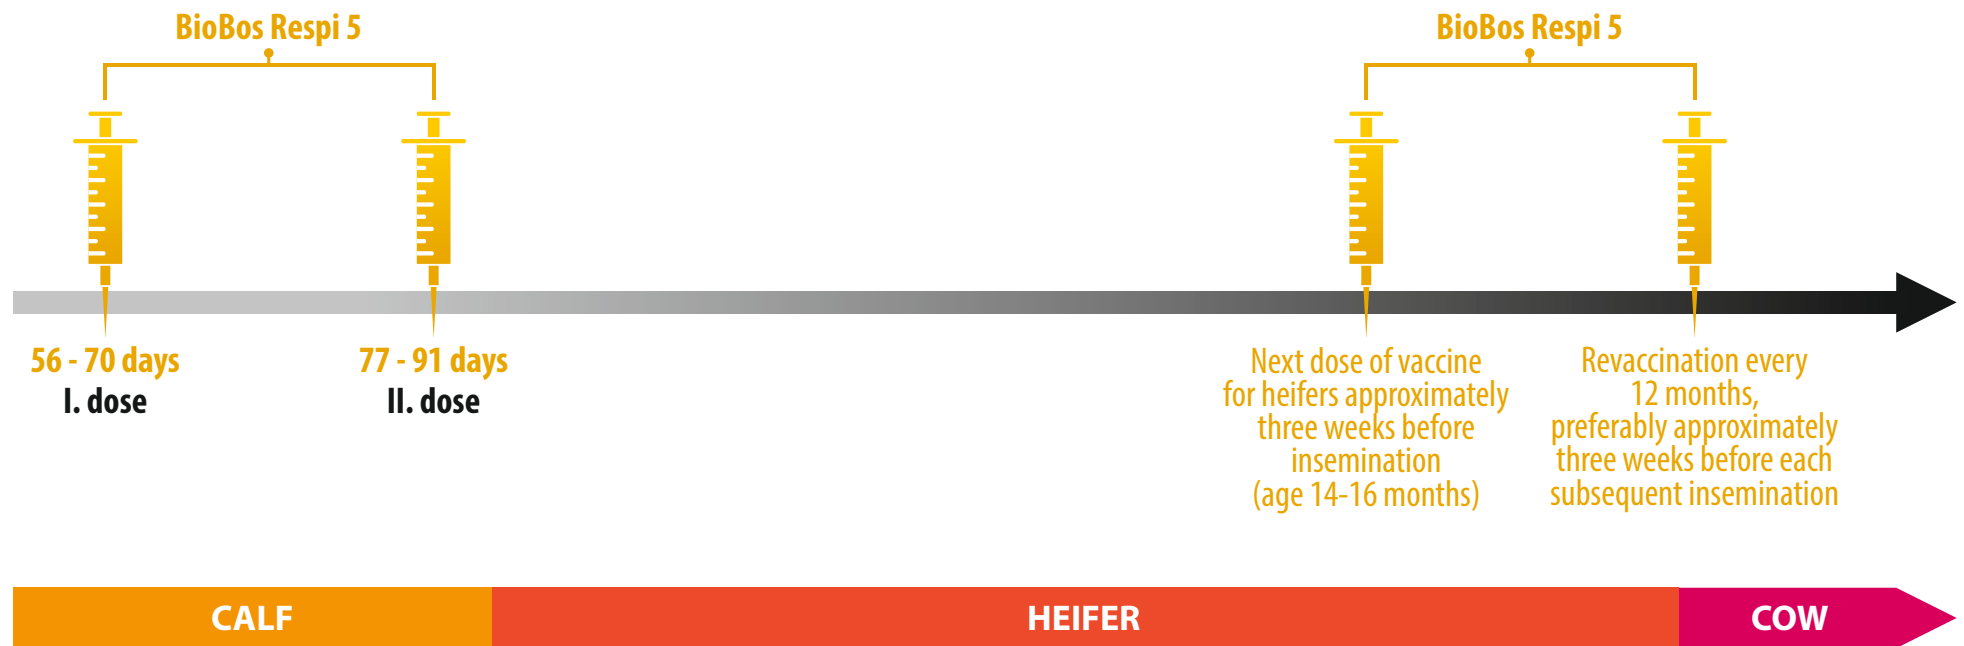 BioBos Respi 5
BioBos Respi 5
56 - 70 days
I. dose
77 - 91 days
II. dose
Next dose of vaccine
for heifers approximately
three weeks before
insemination
(age 14-16 months)
Revaccination every
12 months,
preferably approximately
three weeks before each
subsequent insemination
CALF
HEIFER
COW